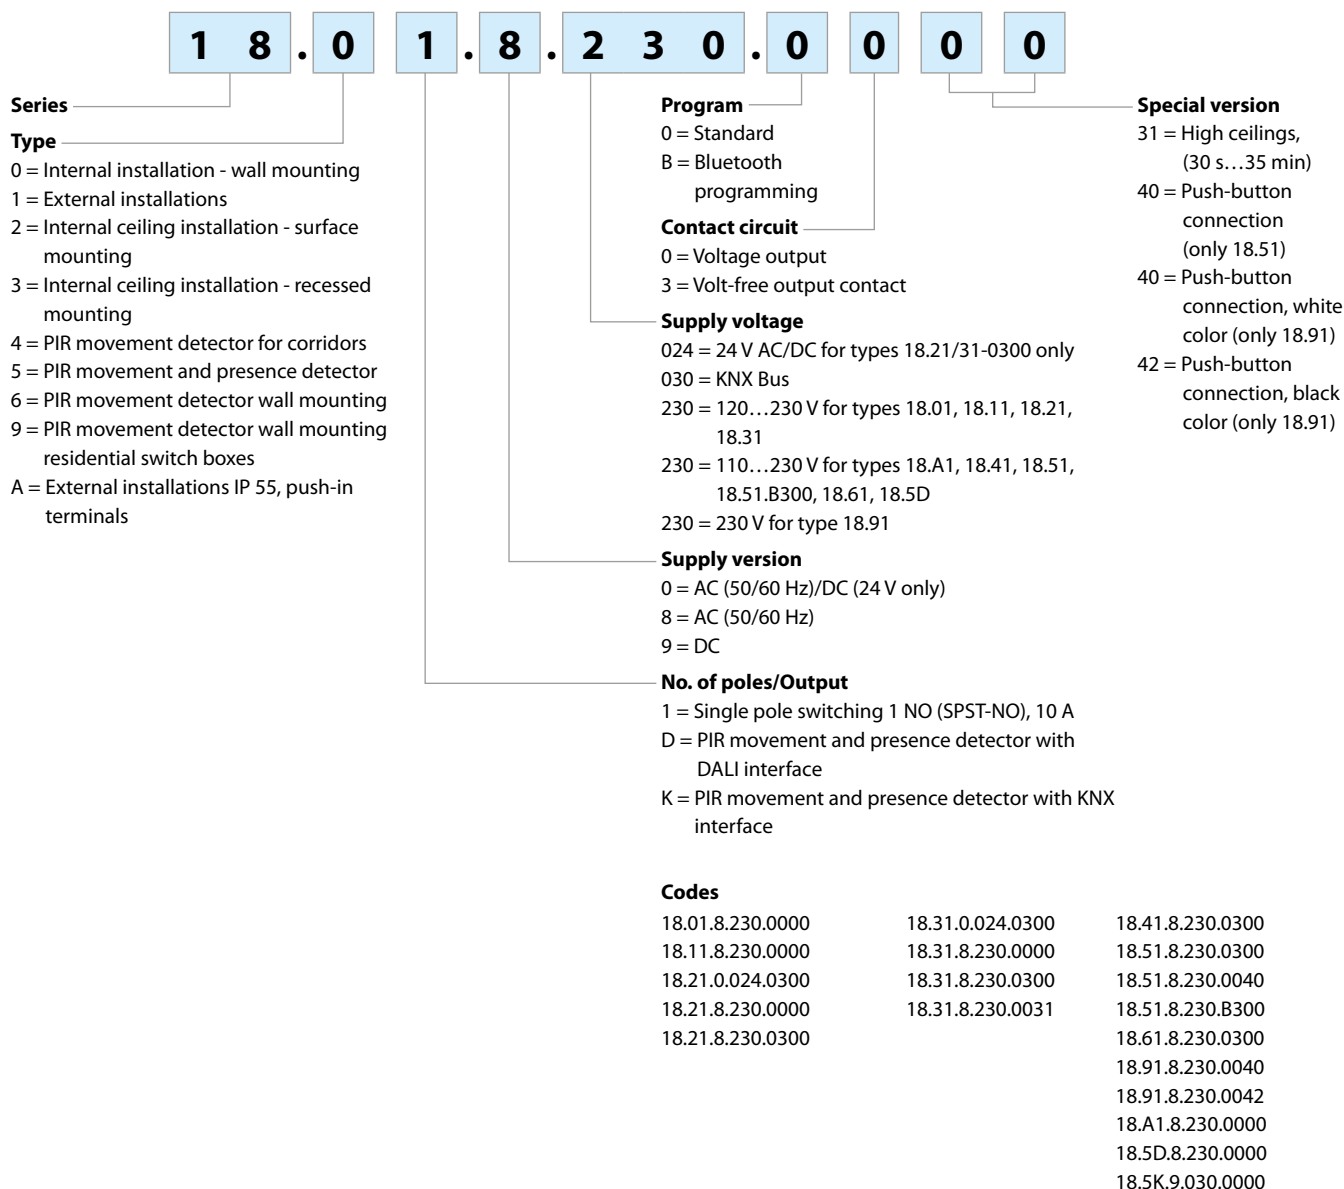 18.01.8.230.0000
Series
Type
0 = Internal installation - wall mounting
1 = External installations
2 = Internal ceiling installation - surface
mounting
3 = Internal ceiling installation - recessed
mounting
4 = PIR movement detector for corridors
5 = PIR movement and presence detector
6 = PIR movement detector wall mounting
9 = PIR movement detector wall mounting
residential switch boxes
A = External installations IP 55, push-in
terminals
Program
0 = Standard
B = Bluetooth
programming
Contact circuit
0 = Voltage output
3 = Volt-free output contact
Supply voltage
024 = 24 V AC/DC for types 18.21/31-0300 only
030 = KNX Bus
230 = 120…230 V for types 18.01, 18.11, 18.21,
18.31
230 = 110…230 V for types 18.A1, 18.41, 18.51,
18.51.B300, 18.61, 18.5D
230 = 230 V for type 18.91
Supply version
0 = AC (50/60 Hz)/DC (24 V only)
8 = AC (50/60 Hz)
9 = DC
No. of poles/Output
1 = Single pole switching 1 NO (SPST-NO), 10 A
D = PIR movement and presence detector with
DALI interface
K = PIR movement and presence detector with KNX
interface
Special version
31 = High ceilings,
(30 s…35 min)
40 = Push-button
connection
(only 18.51)
40 = Push-button
connection, white
color (only 18.91)
42 = Push-button
connection, black
color (only 18.91)
Codes
18.01.8.230.0000
18.11.8.230.0000
18.21.0.024.0300
18.21.8.230.0000
18.21.8.230.0300
18.31.0.024.0300
18.31.8.230.0000
18.31.8.230.0300
18.31.8.230.0031
18.41.8.230.0300
18.51.8.230.0300
18.51.8.230.0040
18.51.8.230.B300
18.61.8.230.0300
18.91.8.230.0040
18.91.8.230.0042
18.A1.8.230.0000
18.5D.8.230.0000
18.5K.9.030.0000